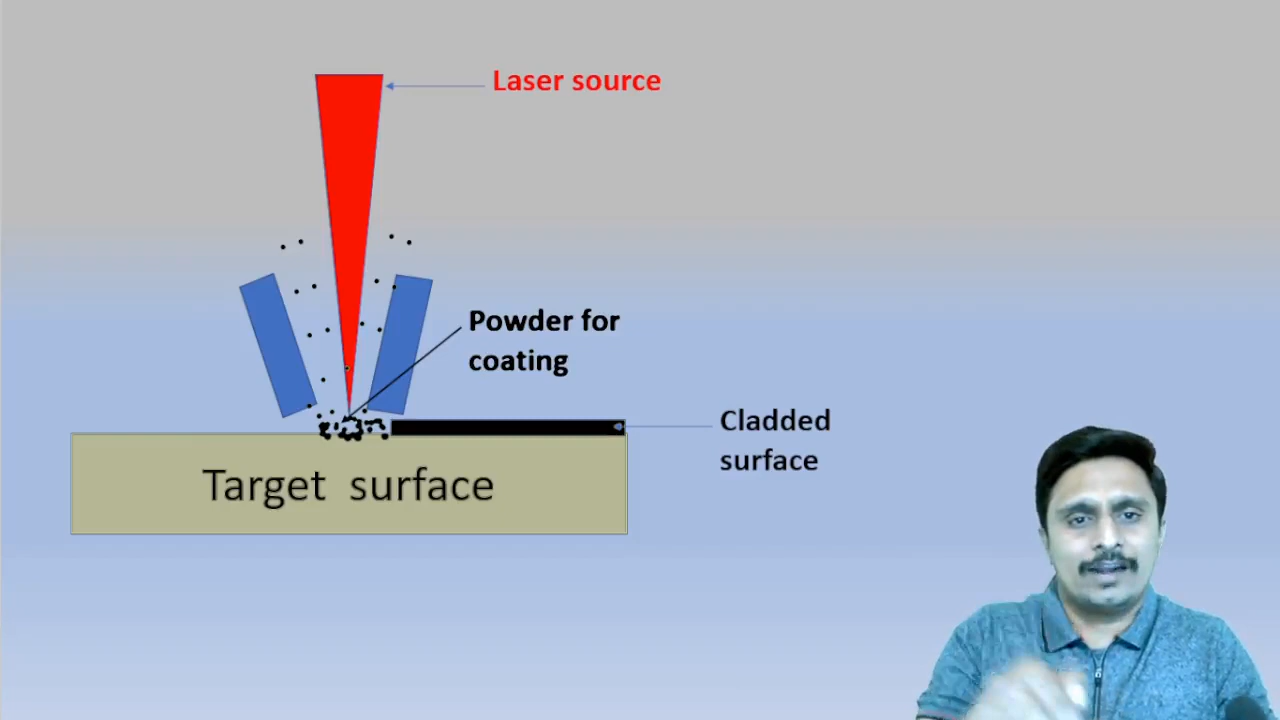 Laser source
Powder for
coating
Cladded
surface
Target surface